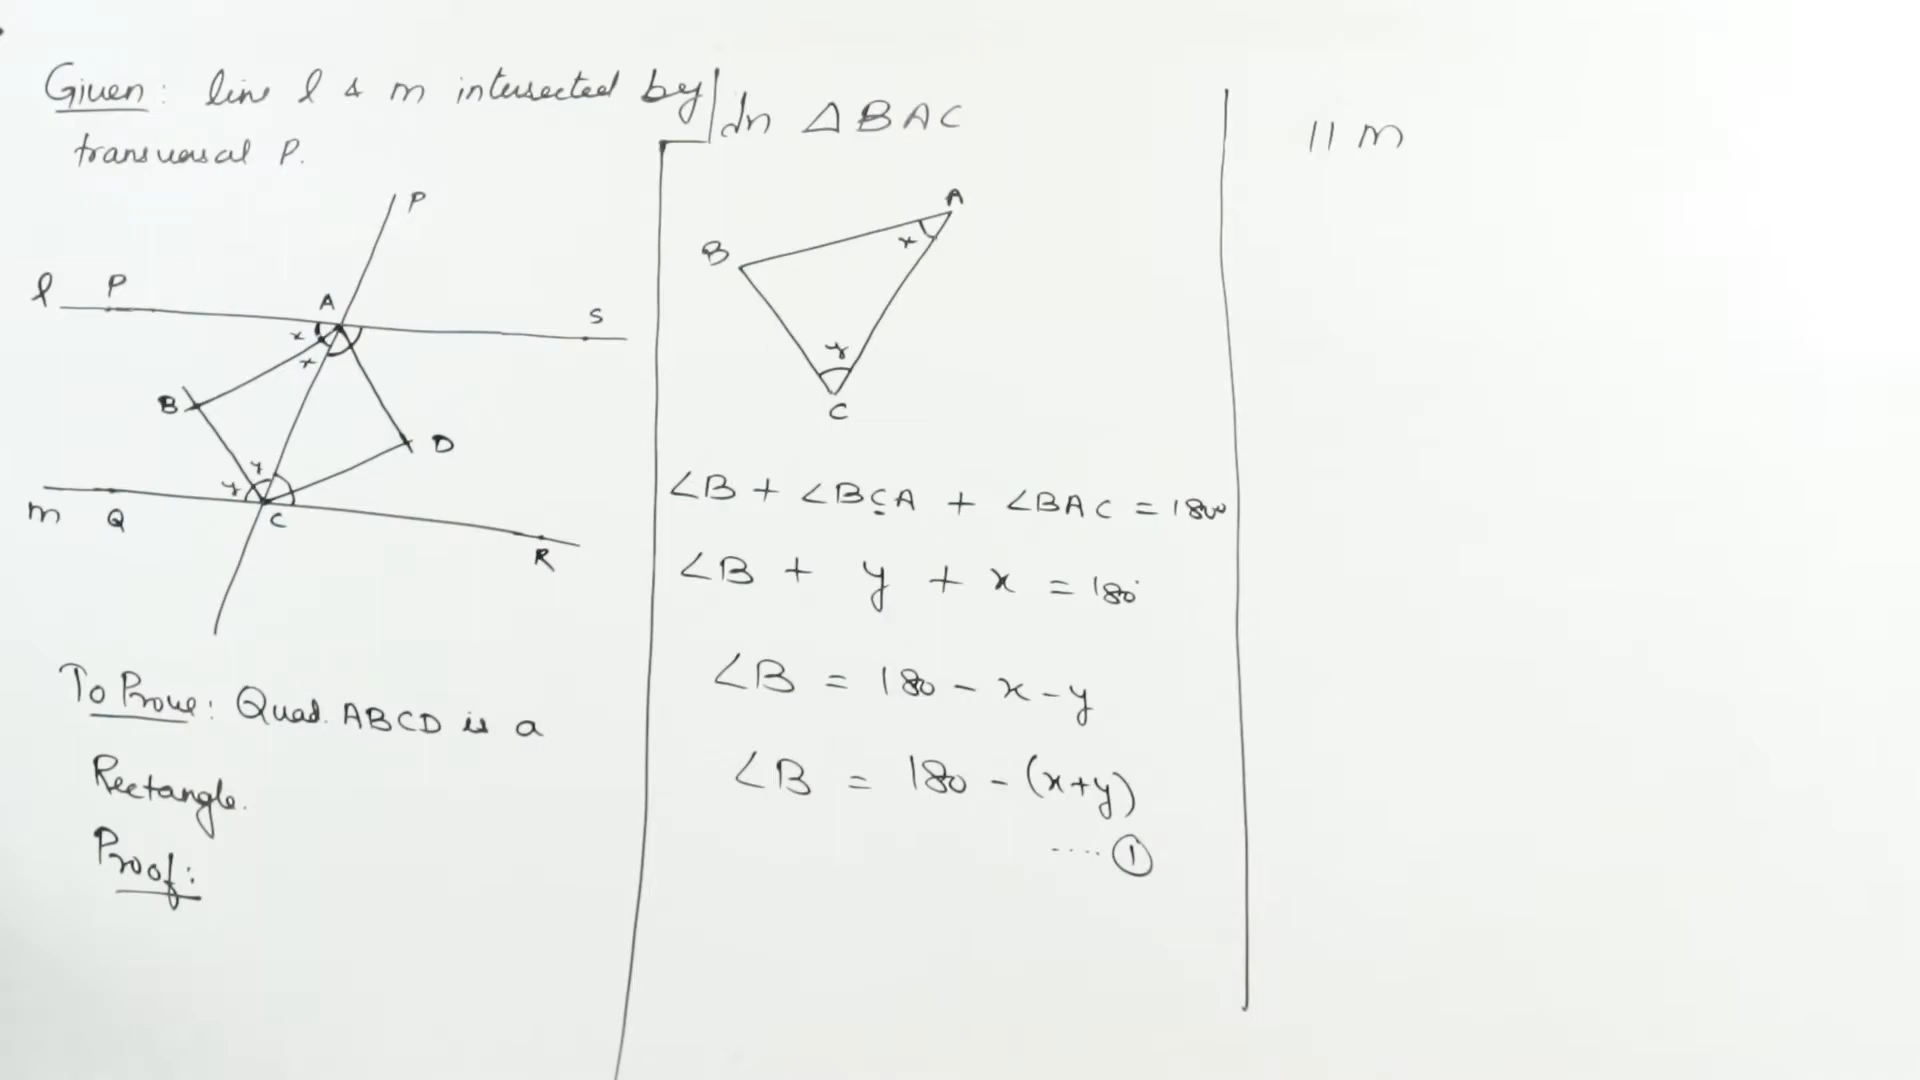 Given: line l & m intersected by
transversal P.
P
l P A S
x
x
B
D
y
y
m Q C
R
To Prove: Quad. ABCD is a
Rectangle.
Proof:
In △BAC
A
B
x
y
C
∠B + ∠BCA + ∠BAC = 180°
∠B + y + x = 180°
∠B = 180 - x - y
∠B = 180 - (x+y)
.... ①
l l m